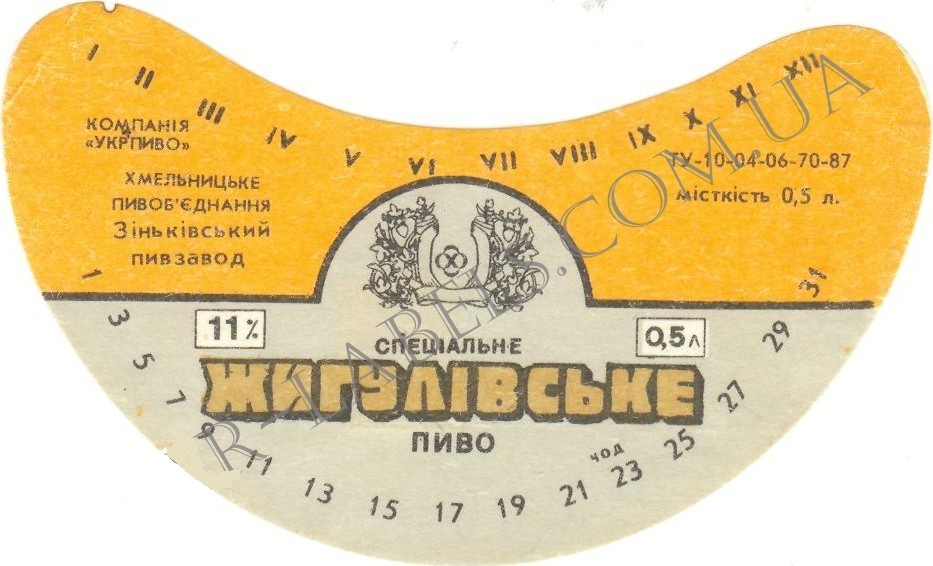 I II III IV V VI VII VIII IX X XI XII
КОМПАНІЯ
«УКРПИВО»
ХМЕЛЬНИЦЬКЕ
ПИВОБ'ЄДНАННЯ
Зіньківський
пивзавод
ТУ-10-04-06-70-87
місткість 0,5 л.
X
11%
0,5л
СПЕЦІАЛЬНЕ
ЖИГУЛІВСЬКЕ
ПИВО
чод
1 3 5 7 9 11 13 15 17 19 21 23 25 27 29 31
R-LABELS.COM.UA